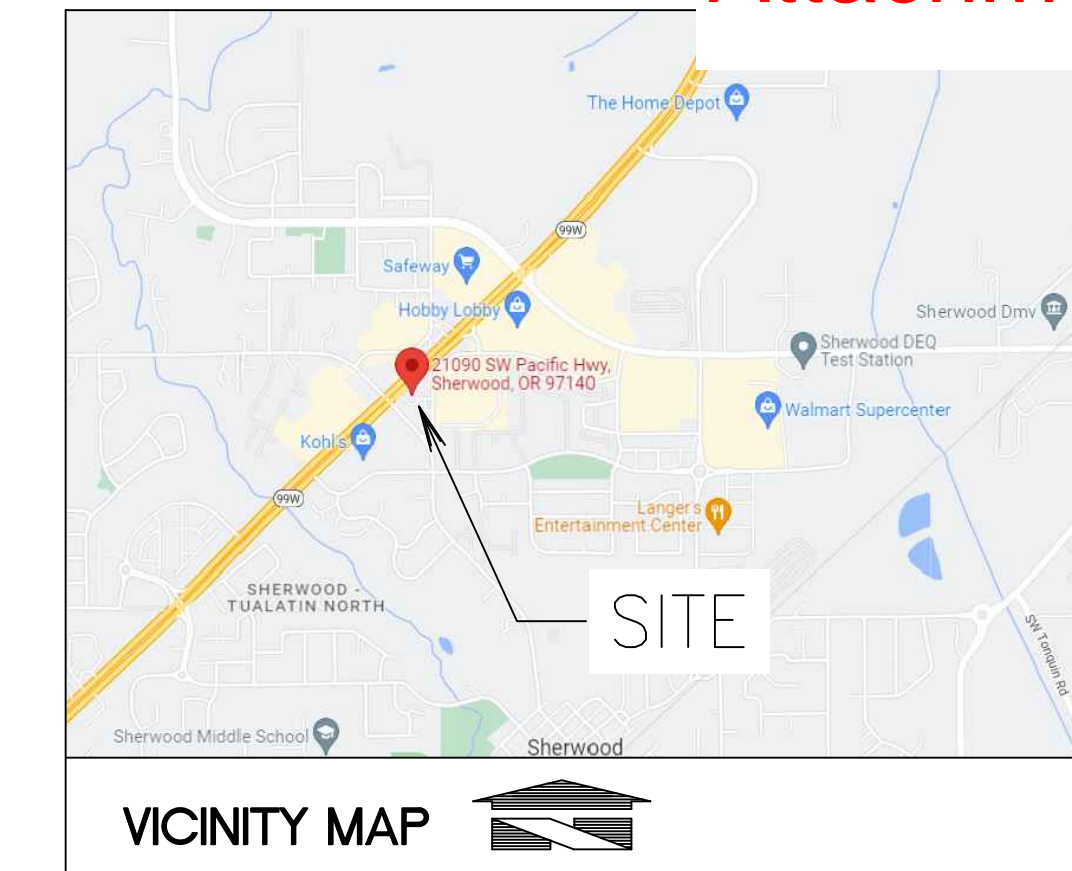 The Home Depot
99W
Safeway
Hobby Lobby
Sherwood Dmv
Sherwood DEQ
Test Station
21090 SW Pacific Hwy,
Sherwood, OR 97140
Walmart Supercenter
Kohl's
99W
Langer's
Entertainment Center
SHERWOOD -
TUALATIN NORTH
SITE
SW Tonquin Rd
Sherwood Middle School
Sherwood
VICINITY MAP